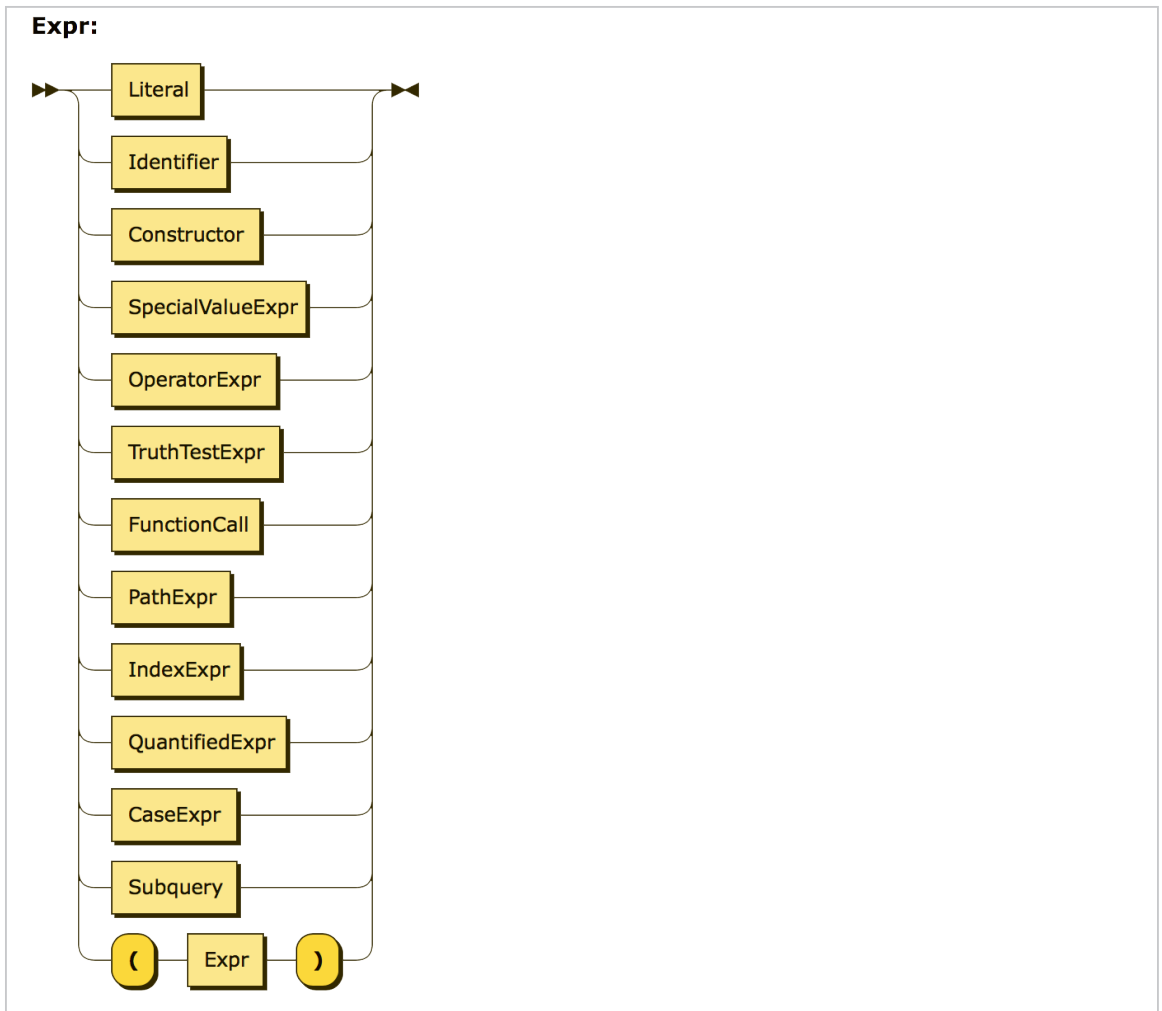 Expr:
Literal
Identifier
Constructor
SpecialValueExpr
OperatorExpr
TruthTestExpr
FunctionCall
PathExpr
IndexExpr
QuantifiedExpr
CaseExpr
Subquery
( Expr )